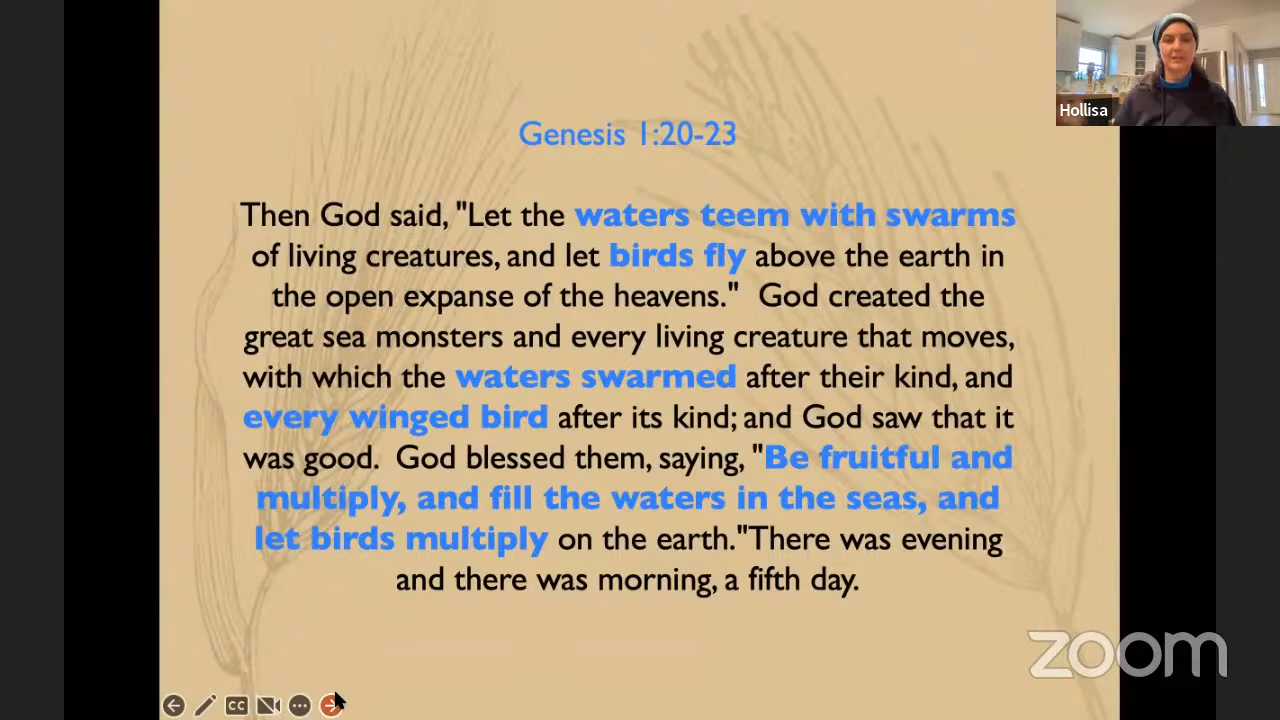 Hollisa
Genesis 1:20-23
Then God said, "Let the waters teem with swarms
of living creatures, and let birds fly above the earth in
the open expanse of the heavens."  God created the
great sea monsters and every living creature that moves,
with which the waters swarmed after their kind, and
every winged bird after its kind; and God saw that it
was good.  God blessed them, saying, "Be fruitful and
multiply, and fill the waters in the seas, and
let birds multiply on the earth."There was evening
and there was morning, a fifth day.
zoom
CC